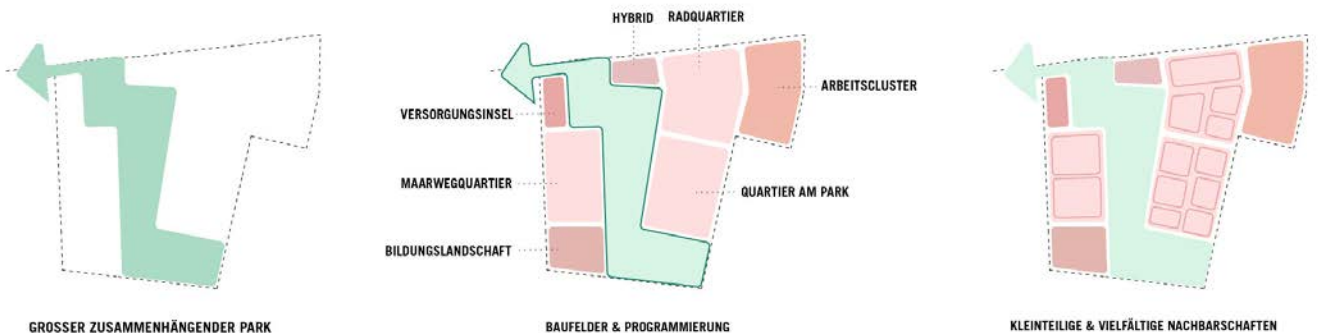 HYBRID
RADQUARTIER
ARBEITSCLUSTER
VERSORGUNGSINSEL
MAARWEGQUARTIER
QUARTIER AM PARK
BILDUNGSLANDSCHAFT
GROSSER ZUSAMMENHÄNGENDER PARK
BAUFELDER & PROGRAMMIERUNG
KLEINTEILIGE & VIELFÄLTIGE NACHBARSCHAFTEN